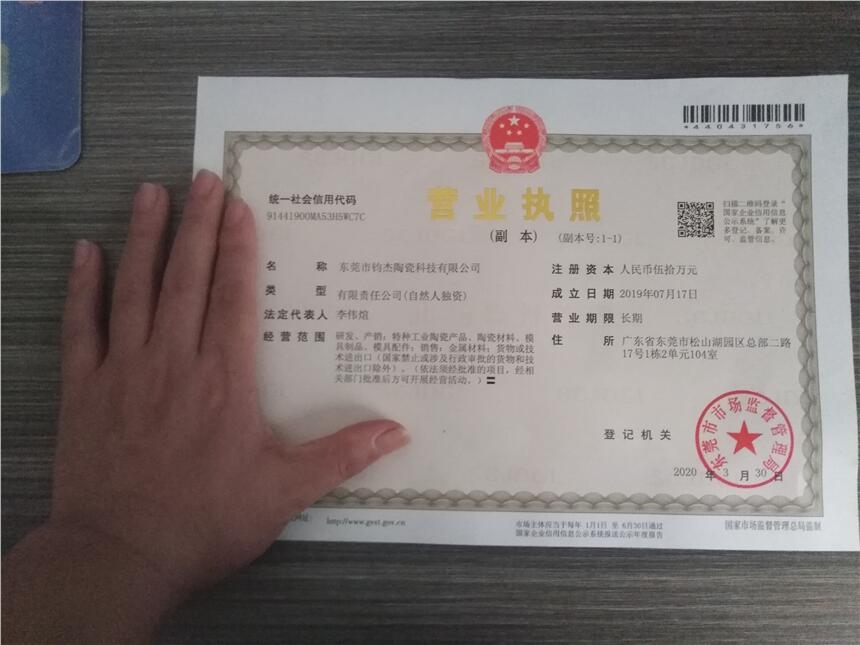 *440431756*
统一社会信用代码
91441900MA53H5WC7C
营业执照
(副 本) (副本号:1-1)
扫描二维码登录“
国家企业信用信息
公示系统”了解更
多登记、备案、许
可、监管信息。
名 称 东莞市钧杰陶瓷科技有限公司
类 型 有限责任公司(自然人独资)
法定代表人 李伟煊
经营范围 研发、产销:特种工业陶瓷产品、陶瓷材料、模
具制品、模具配件;销售:金属材料;货物或技
术进出口(国家禁止或涉及行政审批的货物和技
术进出口除外)。(依法须经批准的项目,经相
关部门批准后方可开展经营活动。)
注册资本 人民币伍拾万元
成立日期 2019年07月17日
营业期限 长期
住 所 广东省东莞市松山湖园区总部二路
17号1栋2单元104室
登记机关
东莞市市场监督管理局
2020 年 3 月 30 日
http://www.gsxt.gov.cn
市场主体应当于每年 1月1日 至 6月30日通过
国家企业信用信息公示系统报送公示年度报告
国家市场监督管理总局监制